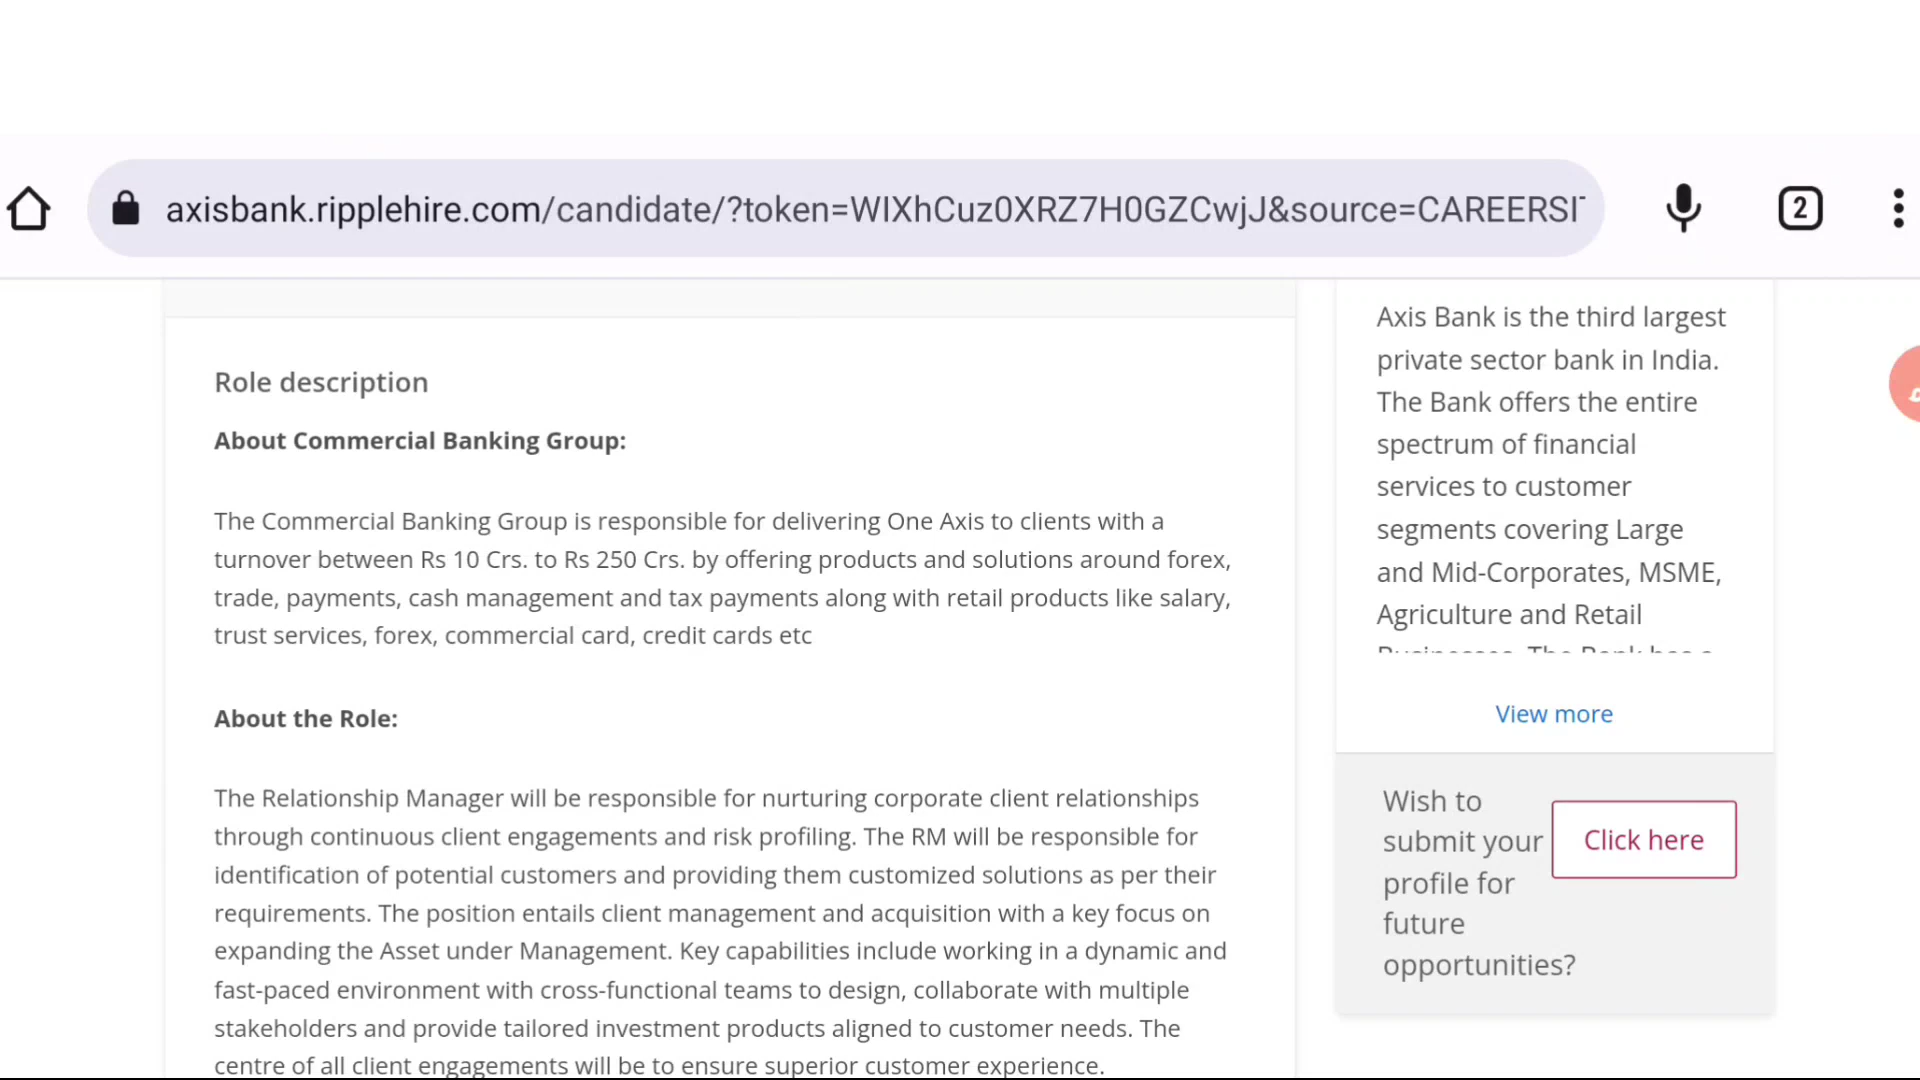 axisbank.ripplehire.com/candidate/?token=WIXhCuz0XRZ7H0GZCwjJ&source=CAREERSI
2
Role description
About Commercial Banking Group:
The Commercial Banking Group is responsible for delivering One Axis to clients with a
turnover between Rs 10 Crs. to Rs 250 Crs. by offering products and solutions around forex,
trade, payments, cash management and tax payments along with retail products like salary,
trust services, forex, commercial card, credit cards etc
About the Role:
The Relationship Manager will be responsible for nurturing corporate client relationships
through continuous client engagements and risk profiling. The RM will be responsible for
identification of potential customers and providing them customized solutions as per their
requirements. The position entails client management and acquisition with a key focus on
expanding the Asset under Management. Key capabilities include working in a dynamic and
fast-paced environment with cross-functional teams to design, collaborate with multiple
stakeholders and provide tailored investment products aligned to customer needs. The
centre of all client engagements will be to ensure superior customer experience.
Axis Bank is the third largest
private sector bank in India.
The Bank offers the entire
spectrum of financial
services to customer
segments covering Large
and Mid-Corporates, MSME,
Agriculture and Retail
Businesses. The Bank has a
View more
Wish to
submit your
profile for
future
opportunities?
Click here